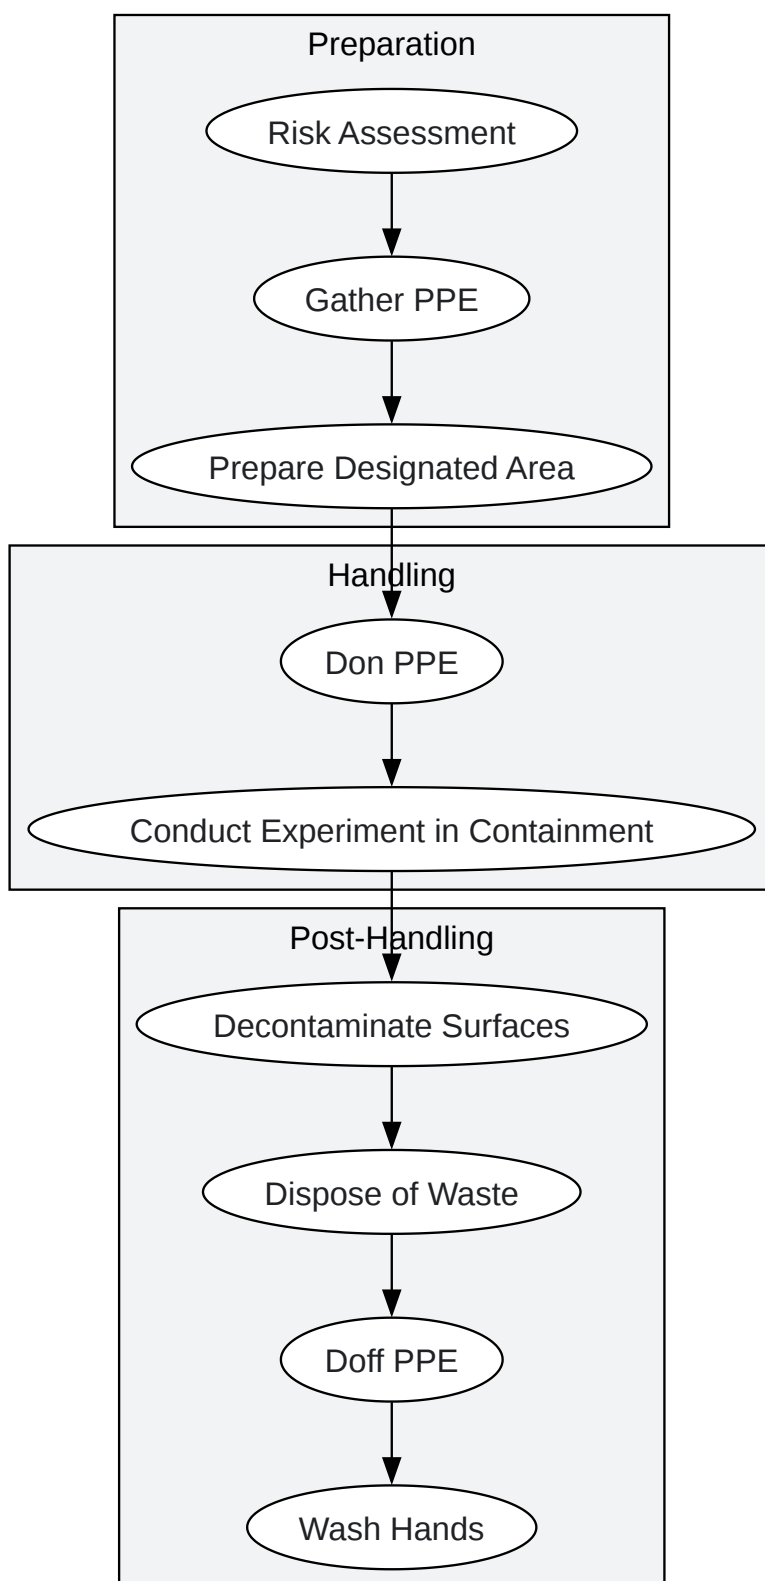 Preparation
Risk Assessment
Gather PPE
Prepare Designated Area
Handling
Don PPE
Conduct Experiment in Containment
Post-Handling
Decontaminate Surfaces
Dispose of Waste
Doff PPE
Wash Hands